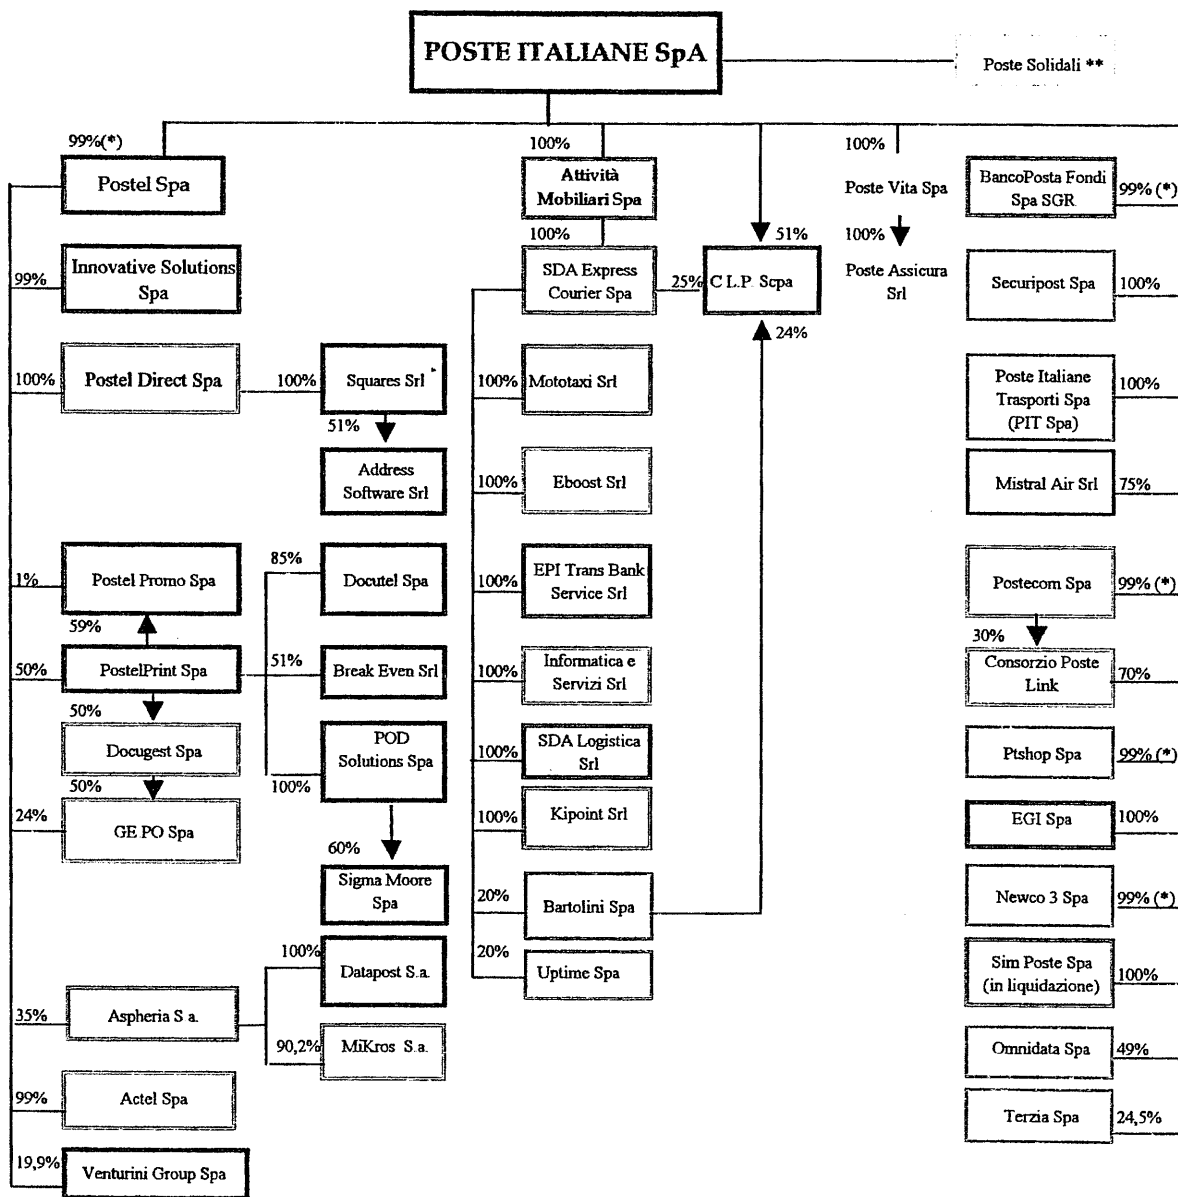 POSTE ITALIANE SpA
Poste Solidali **
99%(*)
Postel Spa
99%
Innovative Solutions
Spa
100%
Postel Direct Spa
100%
Squares Srl
51%
Address
Software Srl
1%
Postel Promo Spa
59%
50%
PostelPrint Spa
50%
Docugest Spa
50%
24%
GE PO Spa
85%
Docutel Spa
51%
Break Even Srl
100%
POD
Solutions Spa
60%
Sigma Moore
Spa
35%
Aspheria S a.
100%
Datapost S.a.
90,2%
MiKros S.a.
99%
Actel Spa
19,9%
Venturini Group Spa
100%
Attività
Mobiliari Spa
100%
SDA Express
Courier Spa
25%
51%
C L.P. Scpa
24%
100%
Mototaxi Srl
100%
Eboost Srl
100%
EPI Trans Bank
Service Srl
100%
Informatica e
Servizi Srl
100%
SDA Logistica
Srl
100%
Kipoint Srl
20%
Bartolini Spa
20%
Uptime Spa
100%
Poste Vita Spa
100%
Poste Assicura
Srl
BancoPosta Fondi
Spa SGR
99% (*)
Securipost Spa
100%
Poste Italiane
Trasporti Spa
(PIT Spa)
100%
Mistral Air Srl
75%
Postecom Spa
99% (*)
30%
Consorzio Poste
Link
70%
Ptshop Spa
99% (*)
EGI Spa
100%
Newco 3 Spa
99% (*)
Sim Poste Spa
(in liquidazione)
100%
Omnidata Spa
49%
Terzia Spa
24,5%